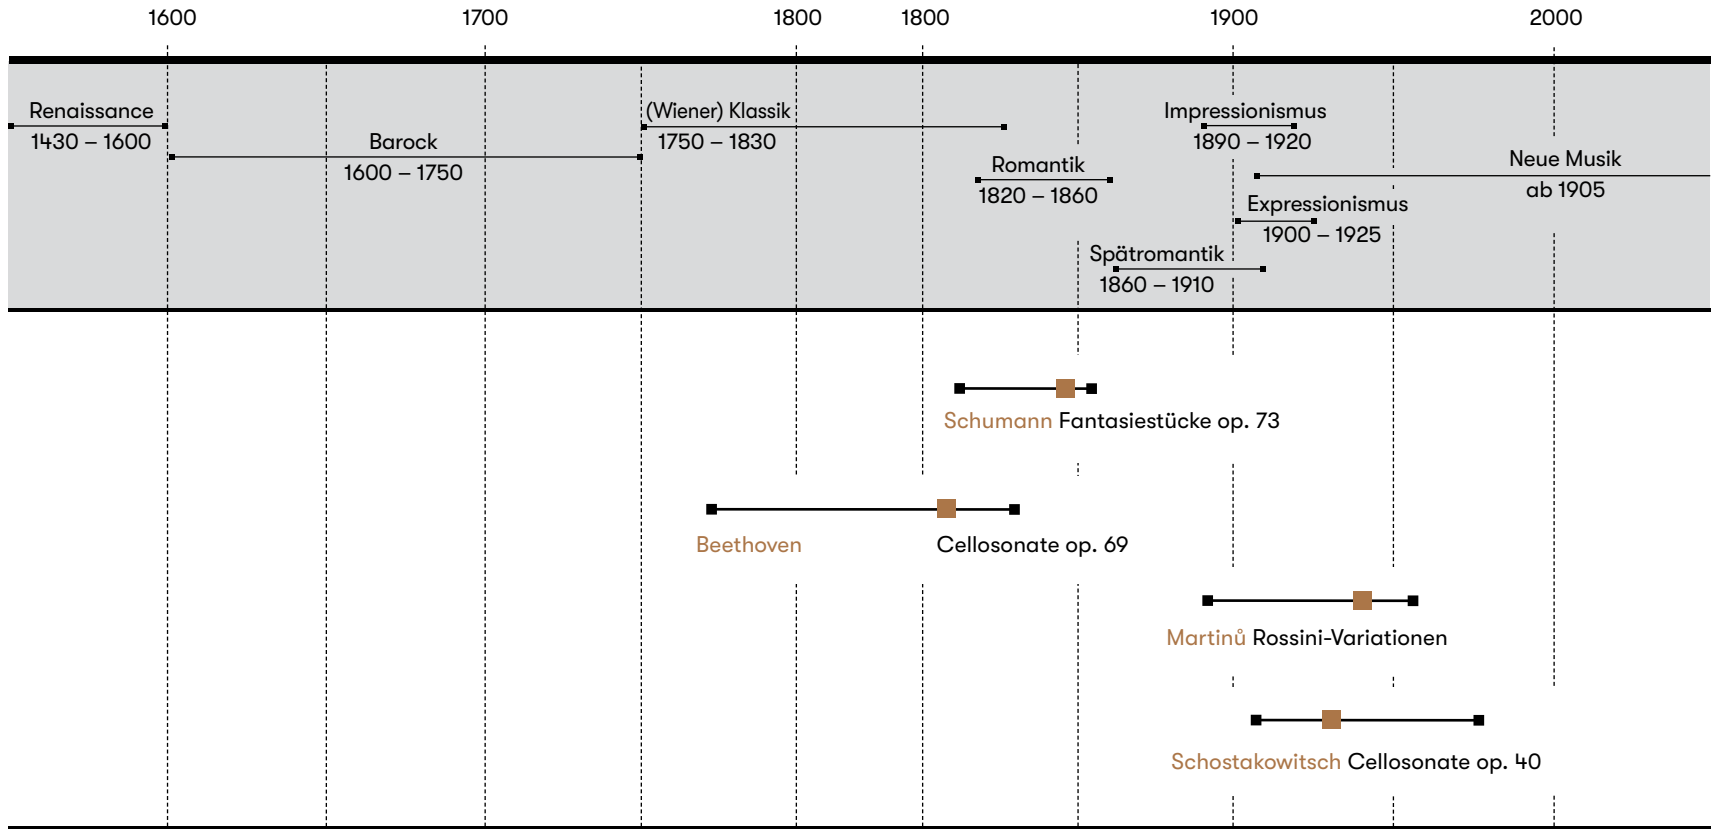 1600 1700 1800 1800 1900 2000
Renaissance
1430 – 1600
Barock
1600 – 1750
(Wiener) Klassik
1750 – 1830
Romantik
1820 – 1860
Impressionismus
1890 – 1920
Neue Musik
ab 1905
Expressionismus
1900 – 1925
Spätromantik
1860 – 1910
Schumann Fantasiestücke op. 73
Beethoven Cellosonate op. 69
Martinů Rossini-Variationen
Schostakowitsch Cellosonate op. 40